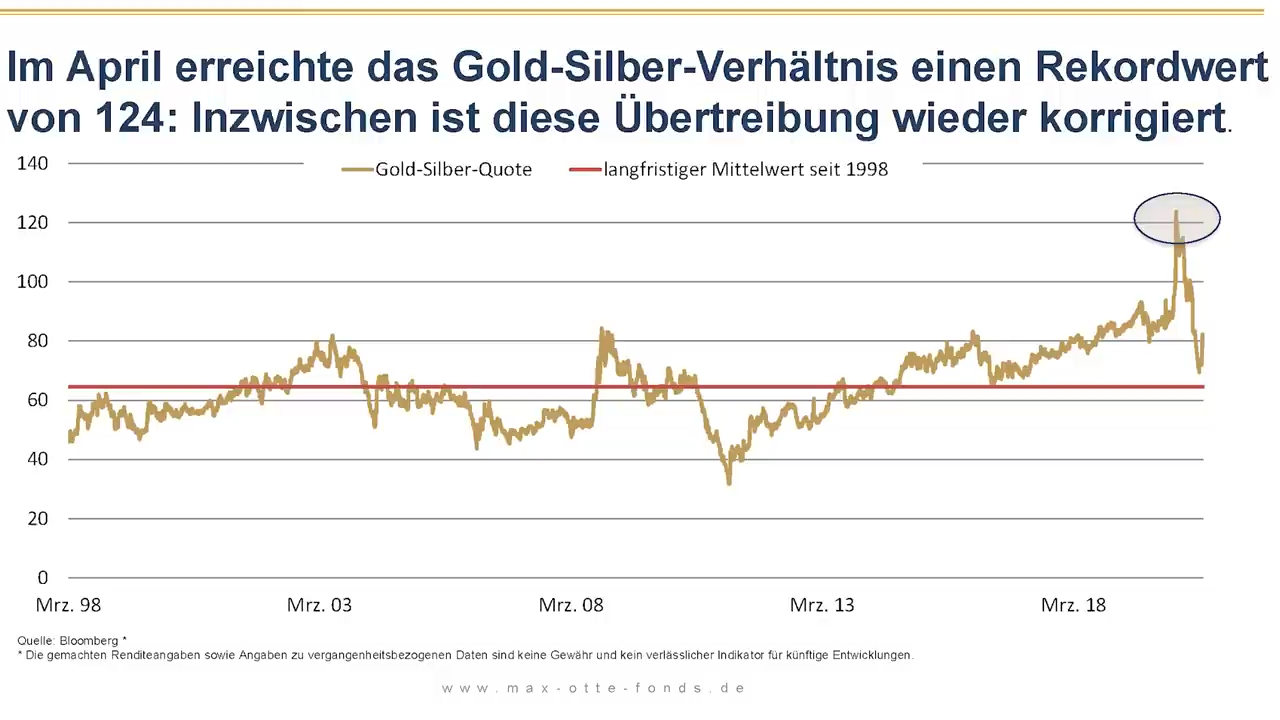 Im April erreichte das Gold-Silber-Verhältnis einen Rekordwert
von 124: Inzwischen ist diese Übertreibung wieder korrigiert.
Gold-Silber-Quote
langfristiger Mittelwert seit 1998
140
120
100
80
60
40
20
0
Mrz. 98
Mrz. 03
Mrz. 08
Mrz. 13
Mrz. 18
Quelle: Bloomberg *
* Die gemachten Renditeangaben sowie Angaben zu vergangenheitsbezogenen Daten sind keine Gewähr und kein verlässlicher Indikator für künftige Entwicklungen.
www.max-otte-fonds.de